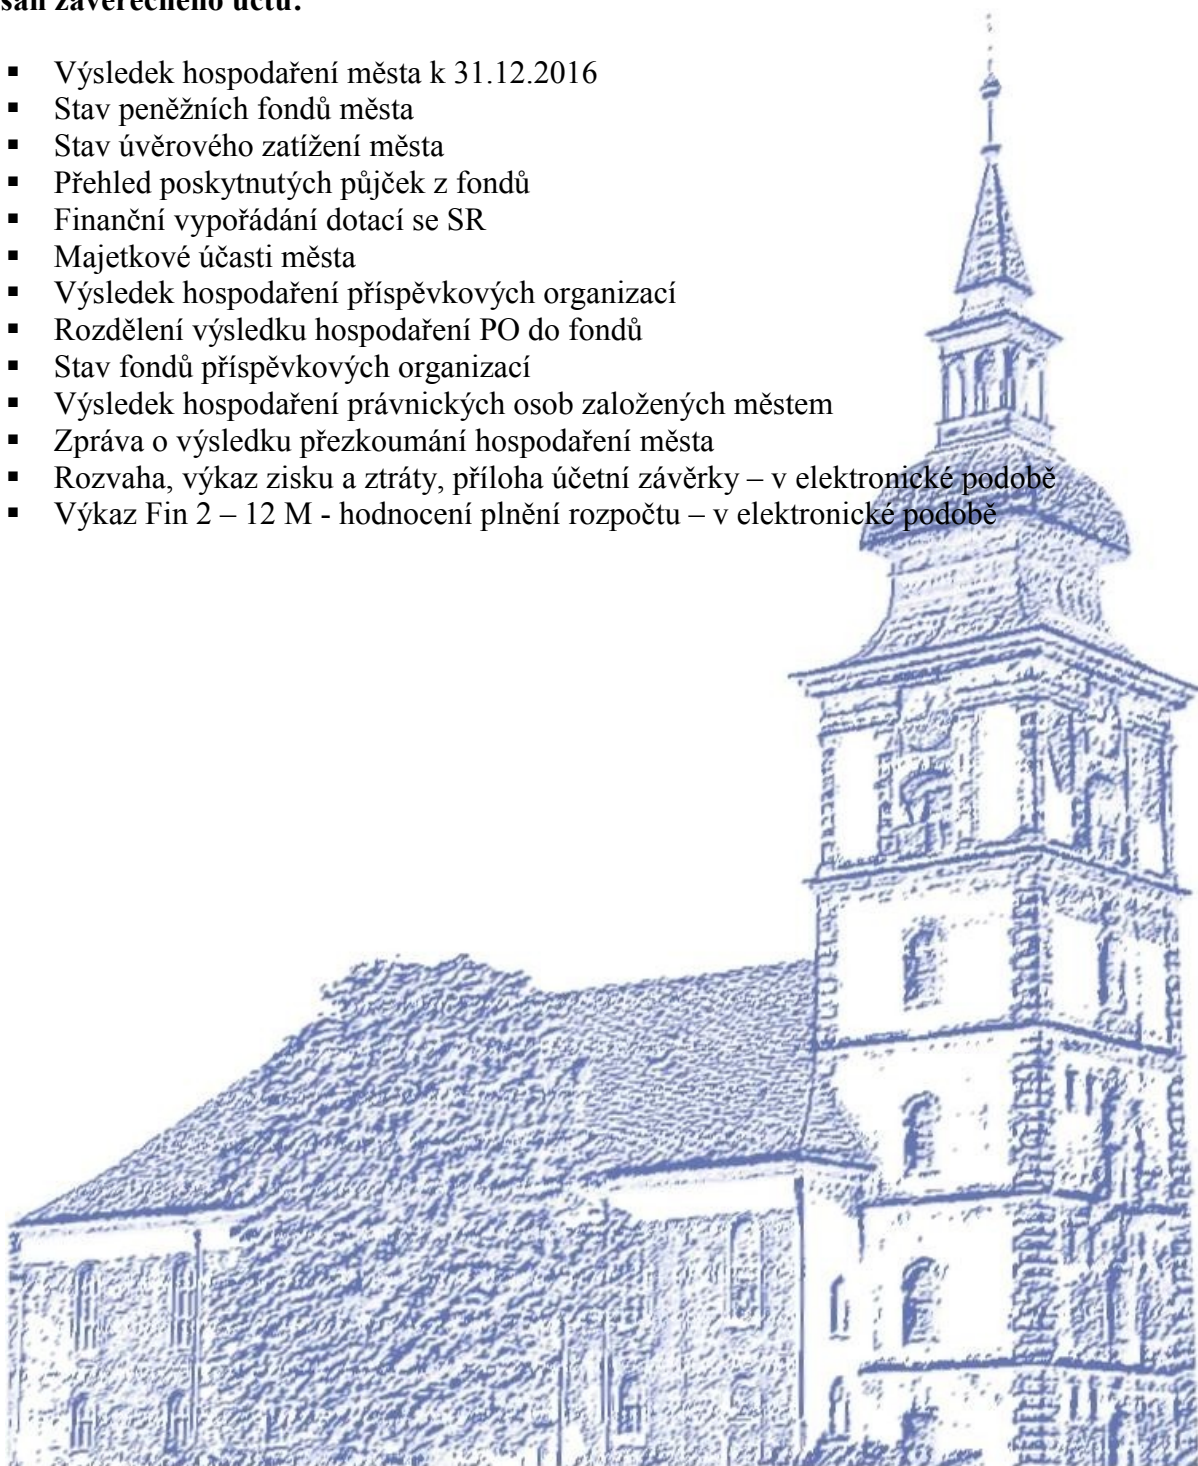 závěrečného účtu:
▪ Výsledek hospodaření města k 31.12.2016
▪ Stav peněžních fondů města
▪ Stav úvěrového zatížení města
▪ Přehled poskytnutých půjček z fondů
▪ Finanční vypořádání dotací se SR
▪ Majetkové účasti města
▪ Výsledek hospodaření příspěvkových organizací
▪ Rozdělení výsledku hospodaření PO do fondů
▪ Stav fondů příspěvkových organizací
▪ Výsledek hospodaření právnických osob založených městem
▪ Zpráva o výsledku přezkoumání hospodaření města
▪ Rozvaha, výkaz zisku a ztráty, příloha účetní závěrky – v elektronické podobě
▪ Výkaz Fin 2 – 12 M - hodnocení plnění rozpočtu – v elektronické podobě